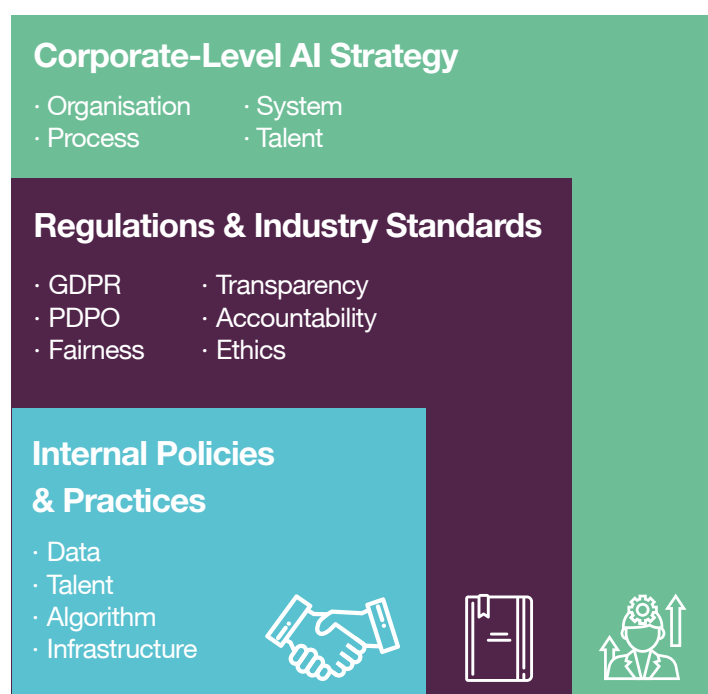 Corporate-Level AI Strategy
· Organisation · System
· Process · Talent
Regulations & Industry Standards
· GDPR · Transparency
· PDPO · Accountability
· Fairness · Ethics
Internal Policies
& Practices
· Data
· Talent
· Algorithm
· Infrastructure